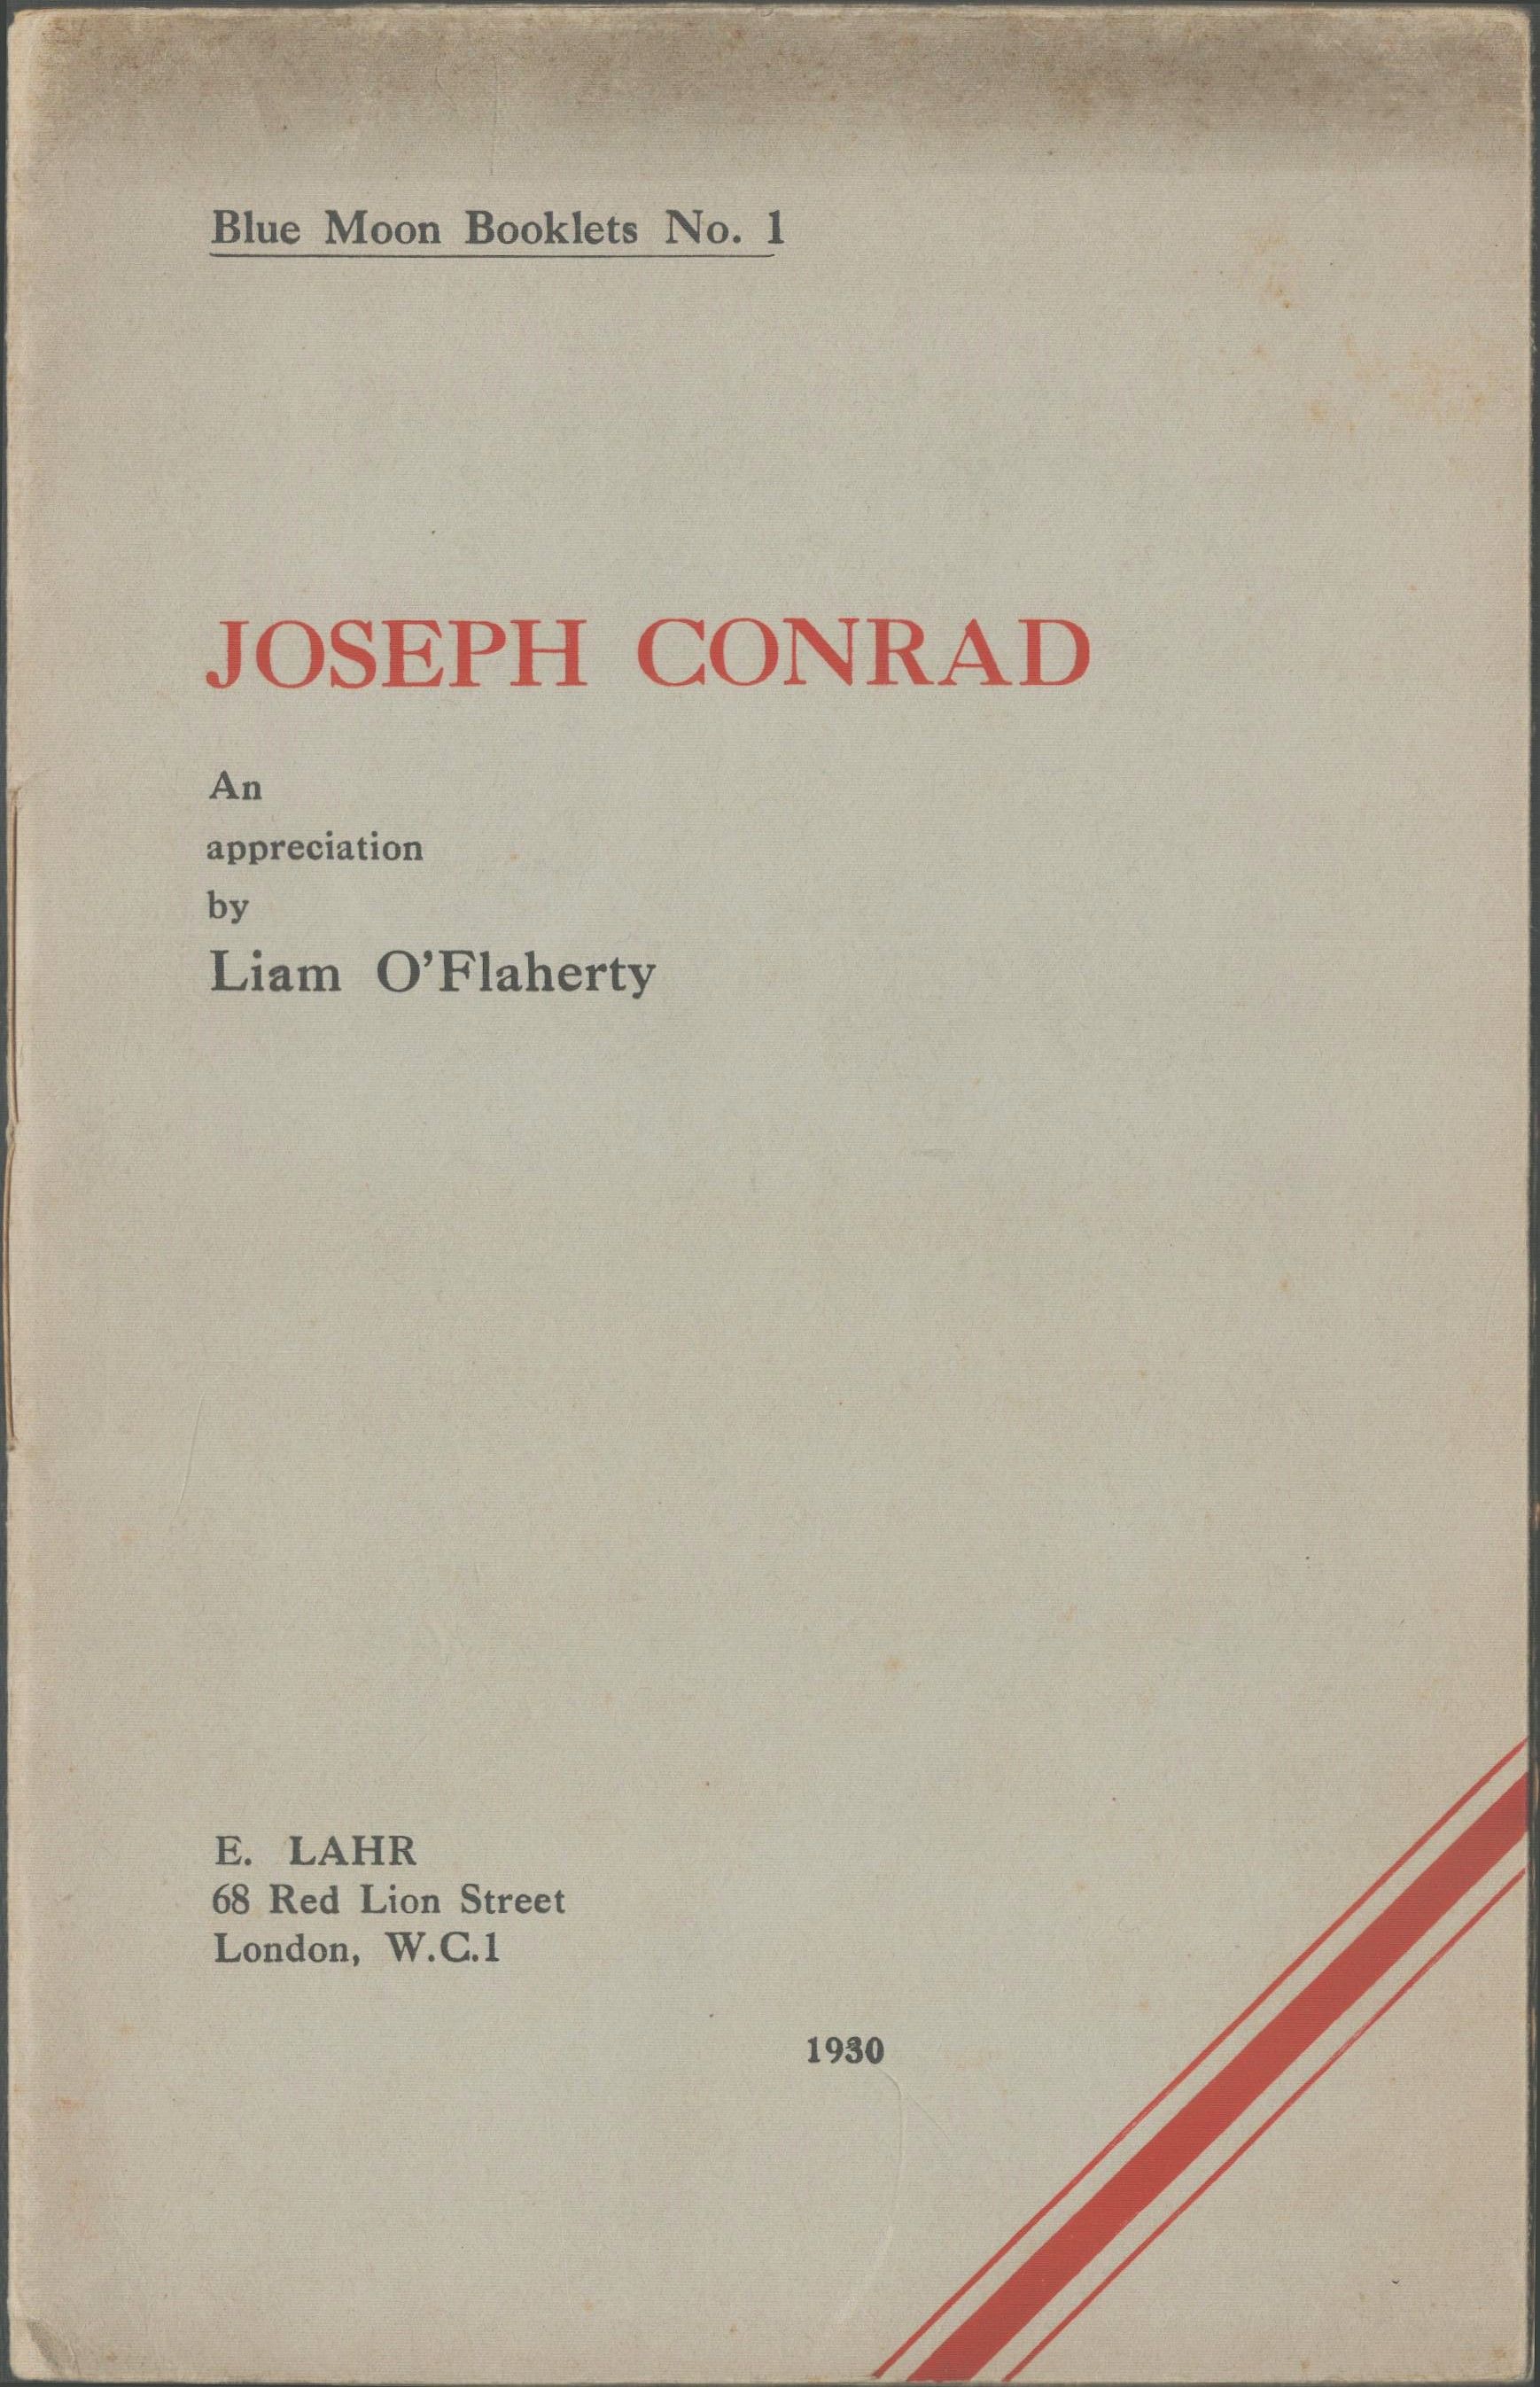 Blue Moon Booklets No. 1
JOSEPH CONRAD
An
appreciation
by
Liam O'Flaherty
E. LAHR
68 Red Lion Street
London, W.C.1
1930